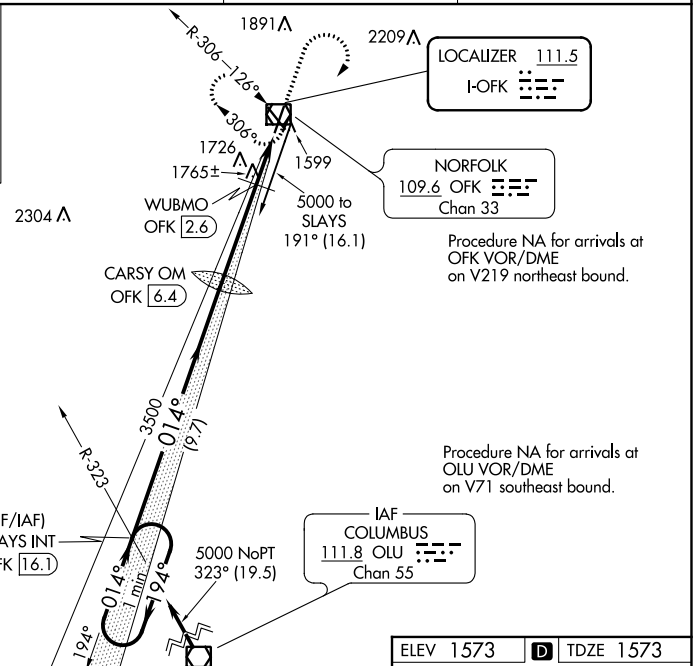 1891
2209
LOCALIZER 111.5
I-OFK
R-306
126°
306°
NORFOLK
109.6 OFK
Chan 33
1599
1726
1765±
WUBMO
OFK 2.6
5000 to
SLAYS
191° (16.1)
2304
Procedure NA for arrivals at
OFK VOR/DME
on V219 northeast bound.
CARSY OM
OFK 6.4
3500
014°
(9.7)
R-323
Procedure NA for arrivals at
OLU VOR/DME
on V71 southeast bound.
F/IAF)
AYS INT
FK 16.1
014°
1 min
194°
194°
5000 NoPT
323° (19.5)
IAF
COLUMBUS
111.8 OLU
Chan 55
ELEV 1573 D TDZE 1573